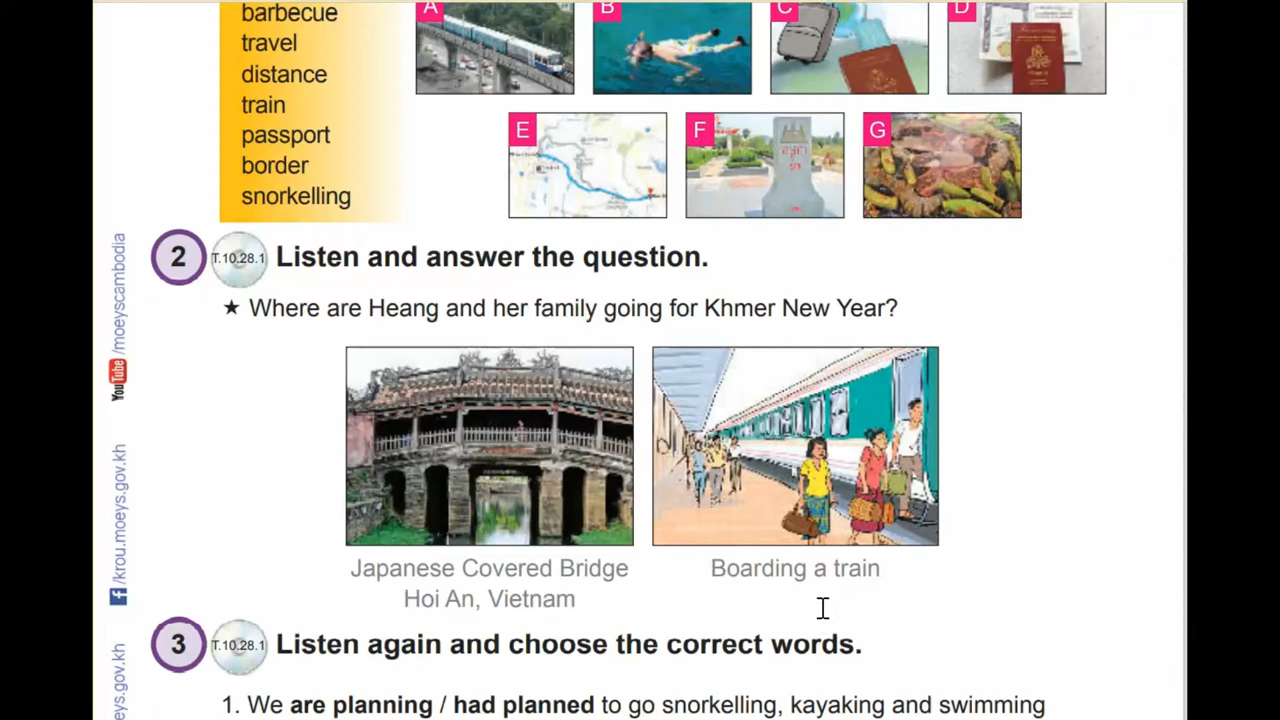 barbecue
travel
distance
train
passport
border
snorkelling
A
B
C
D
E
F
G
2
T.10.28.1
Listen and answer the question.
★ Where are Heang and her family going for Khmer New Year?
Japanese Covered Bridge
Hoi An, Vietnam
Boarding a train
3
T.10.28.1
Listen again and choose the correct words.
1. We are planning / had planned to go snorkelling, kayaking and swimming
YouTube /moeyscambodia
f /krou.moeys.gov.kh
eys.gov.kh